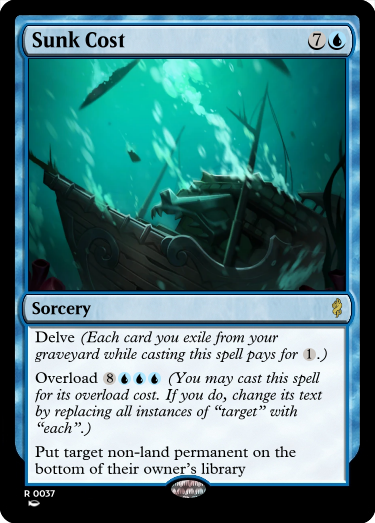 Sunk Cost 7
Sorcery
Delve (Each card you exile from your
graveyard while casting this spell pays for 1.)
Overload 8 (You may cast this spell
for its overload cost. If you do, change its text
by replacing all instances of “target” with
“each”.)
Put target non-land permanent on the
bottom of their owner’s library
R 0037